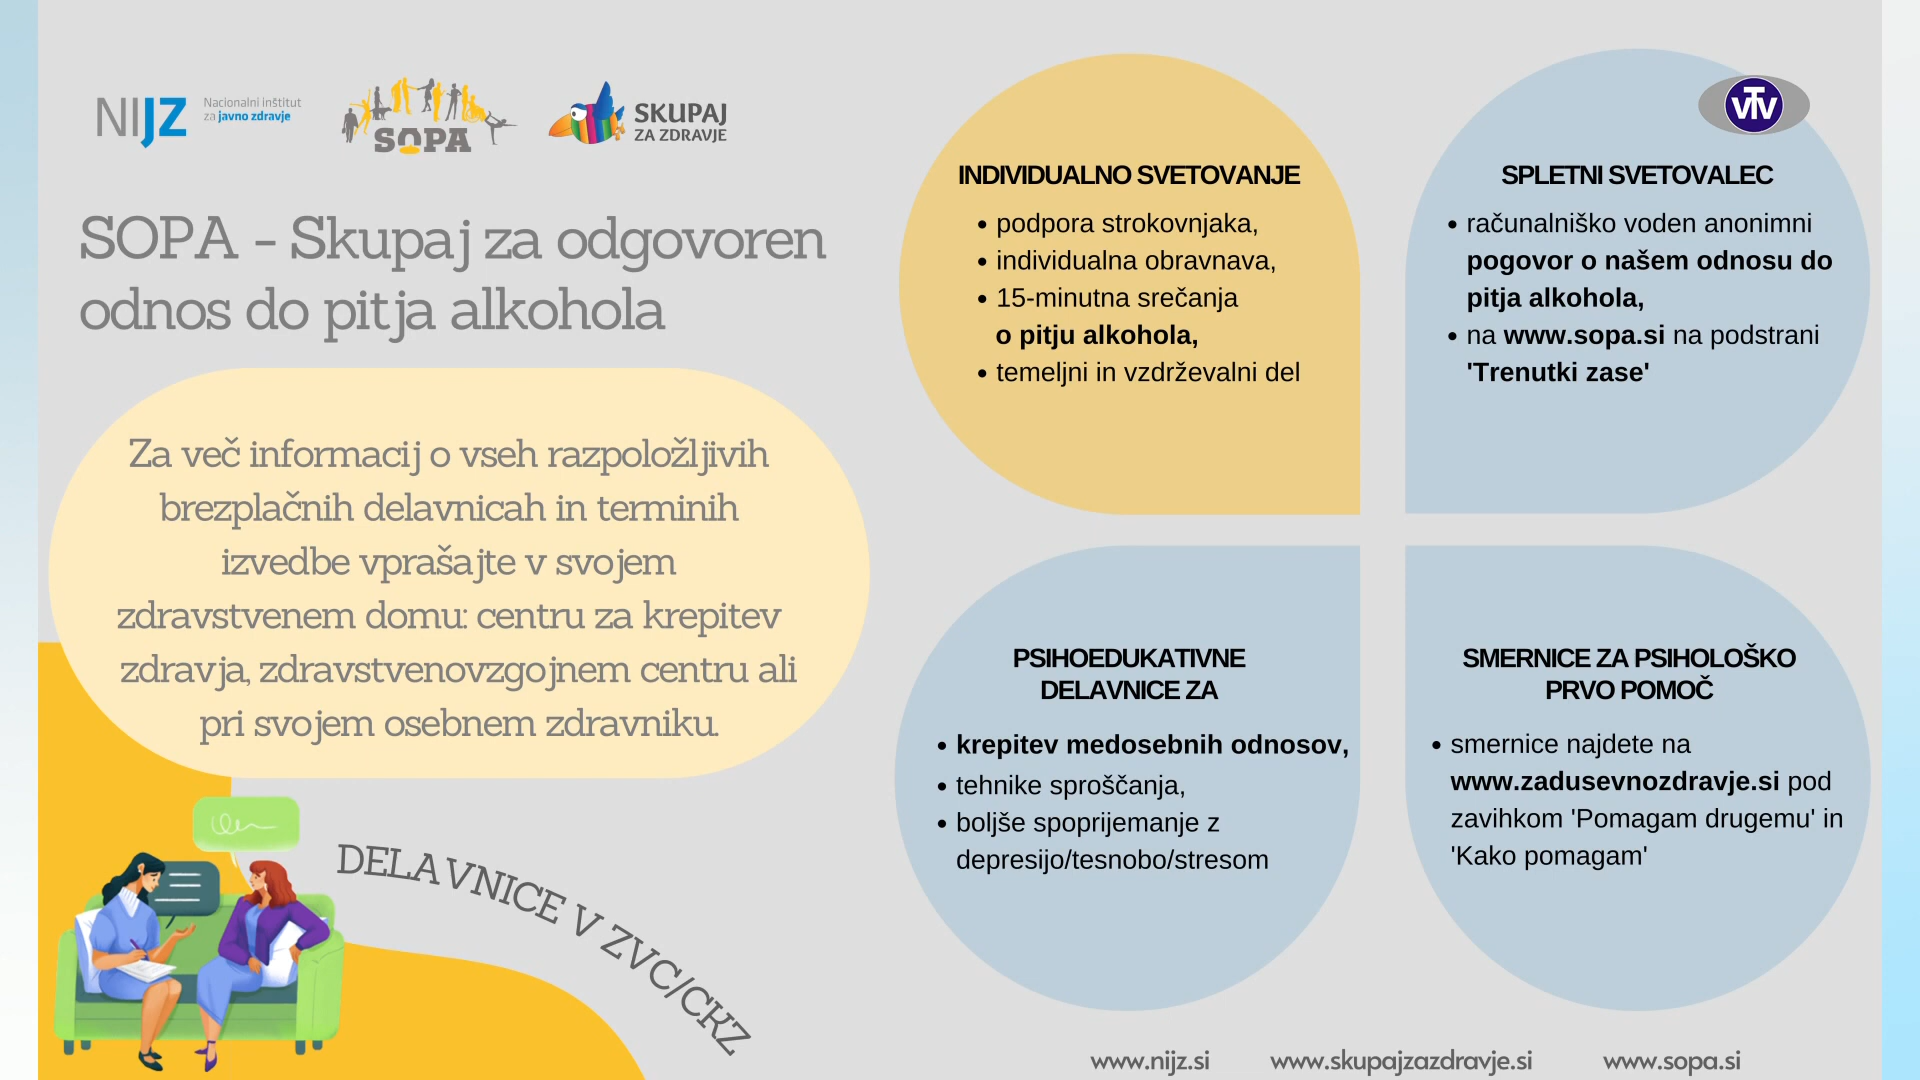 NIJZ
Nacionalni inštitut
za javno zdravje
SOPA
SKUPAJ
ZA ZDRAVJE
SOPA - Skupaj za odgovoren
odnos do pitja alkohola
Za več informacij o vseh razpoložljivih
brezplačnih delavnicah in terminih
izvedbe vprašajte v svojem
zdravstvenem domu: centru za krepitev
zdravja, zdravstvenovzgojnem centru ali
pri svojem osebnem zdravniku.
DELAVNICE V ZVC/CKZ
INDIVIDUALNO SVETOVANJE
• podpora strokovnjaka,
• individualna obravnava,
• 15-minutna srečanja
o pitju alkohola,
• temeljni in vzdrževalni del
VTV
SPLETNI SVETOVALEC
• računalniško voden anonimni
pogovor o našem odnosu do
pitja alkohola,
• na www.sopa.si na podstrani
'Trenutki zase'
PSIHOEDUKATIVNE
DELAVNICE ZA
• krepitev medosebnih odnosov,
• tehnike sproščanja,
• boljše spoprijemanje z
depresijo/tesnobo/stresom
SMERNICE ZA PSIHOLOŠKO
PRVO POMOČ
• smernice najdete na
www.zadusevnozdravje.si pod
zavihkom 'Pomagam drugemu' in
'Kako pomagam'
www.nijz.si
www.skupajzazdravje.si
www.sopa.si